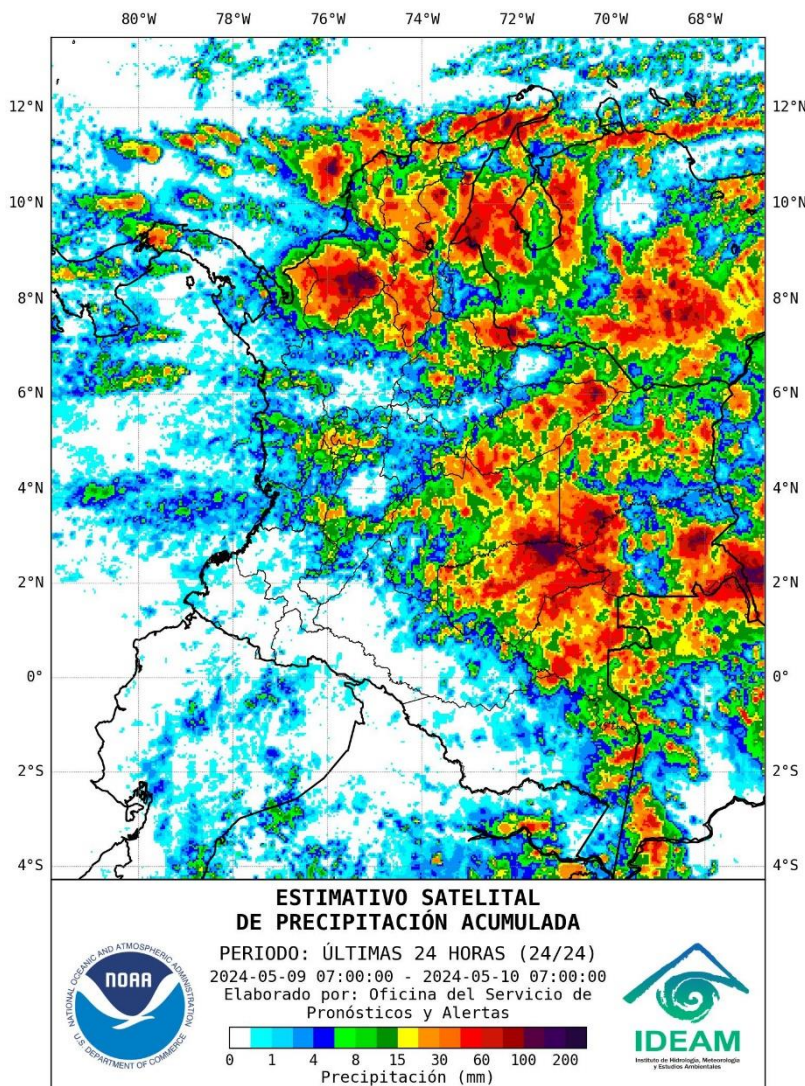 80°W 78°W 76°W 74°W 72°W 70°W 68°W
12°N 12°N
10°N 10°N
8°N 8°N
6°N 6°N
4°N 4°N
2°N 2°N
0° 0°
2°S 2°S
4°S 4°S
ESTIMATIVO SATELITAL
DE PRECIPITACIÓN ACUMULADA
PERIODO: ÚLTIMAS 24 HORAS (24/24)
2024-05-09 07:00:00 - 2024-05-10 07:00:00
Elaborado por: Oficina del Servicio de
Pronósticos y Alertas
0 1 4 8 15 30 60 100 200
Precipitación (mm)
NATIONAL OCEANIC AND ATMOSPHERIC ADMINISTRATION
NOAA
U.S. DEPARTMENT OF COMMERCE
IDEAM
Instituto de Hidrología, Meteorología
y Estudios Ambientales